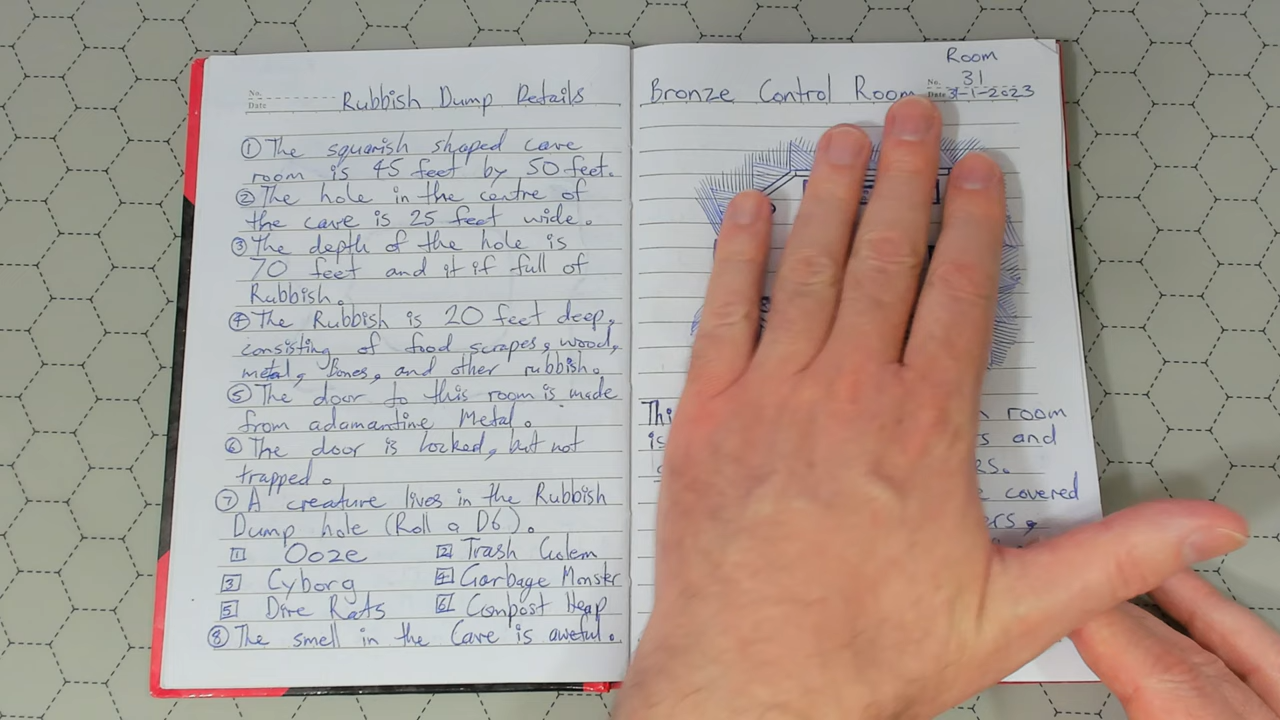 No.
Date
Rubbish Dump Details
① The squarish shaped cave
room is 45 feet by 50 feet.
② The hole in the centre of
the cave is 25 feet wide.
③ The depth of the hole is
70 feet and it if full of
Rubbish.
④ The Rubbish is 20 feet deep,
consisting of food scrapes, wood,
metal, bones, and other rubbish.
⑤ The door to this room is made
from adamantine Metal.
⑥ The door is locked, but not
trapped.
⑦ A creature lives in the Rubbish
Dump hole (Roll a D6).
1 Ooze 2 Trash Golem
3 Cyborg 4 Garbage Monster
5 Dire Rats 6 Compost Heap
⑧ The smell in the Cave is aweful.
Room
31
Bronze Control Room
No.
Date 31-1-2023
room
is
and
covered